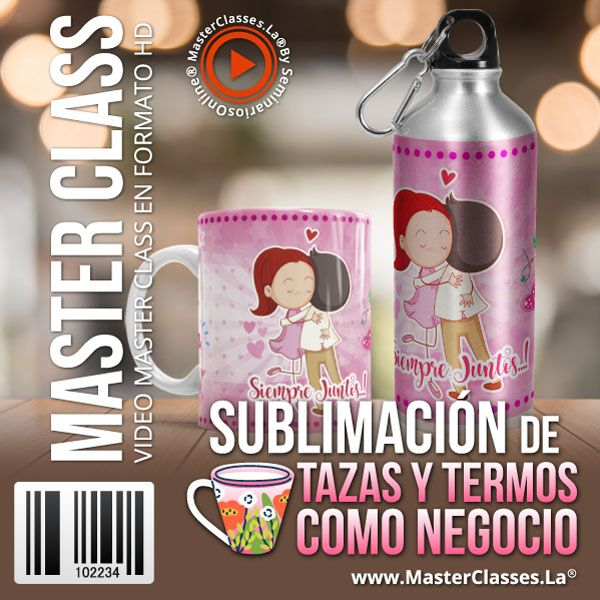 MASTER CLASS
VIDEO MASTER CLASS EN FORMATO HD
MasterClasses.La® By SeminariosOnline®
Siempre Juntos..!
Siempre Juntos...!
SUBLIMACIÓN DE
TAZAS Y TERMOS
COMO NEGOCIO
102234
www.MasterClasses.La®